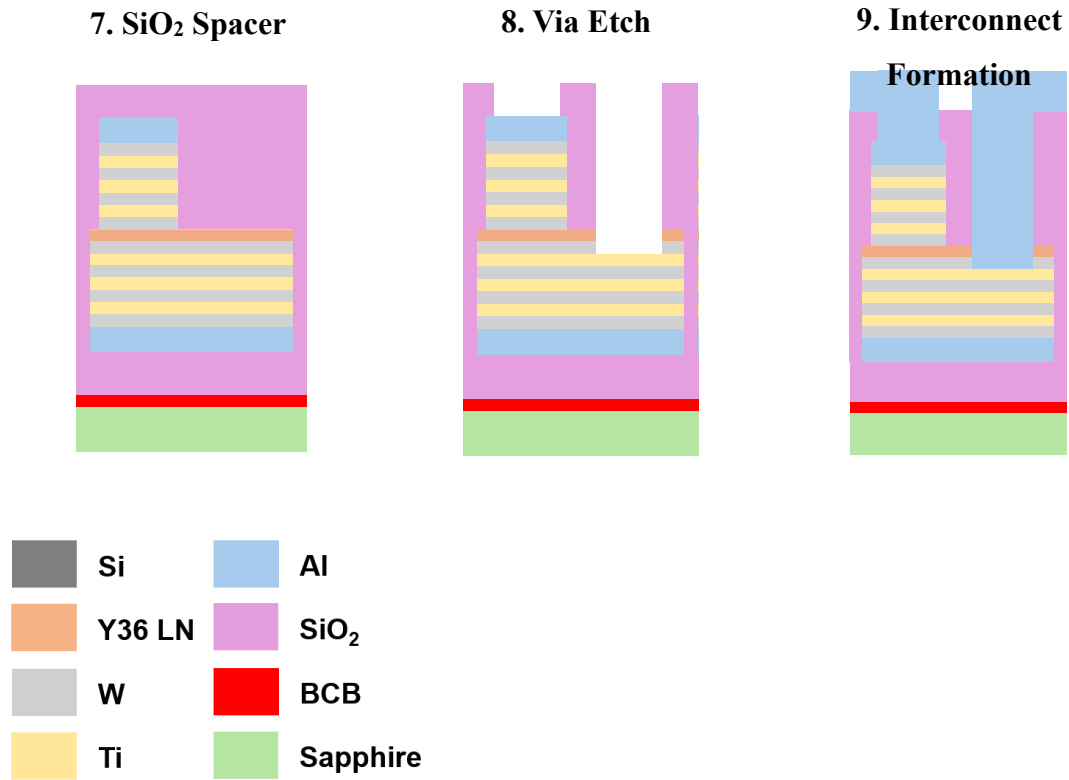 7. SiO₂ Spacer
8. Via Etch
9. Interconnect
Formation
Si
Al
Y36 LN
SiO₂
W
BCB
Ti
Sapphire